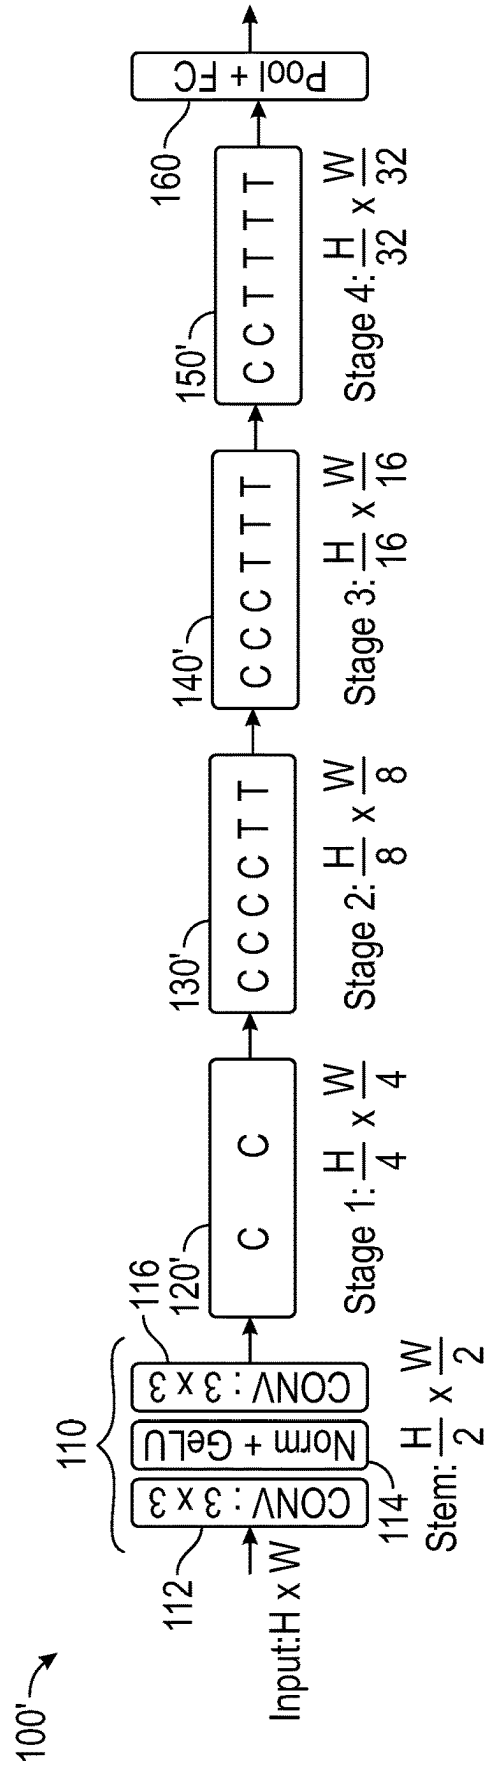 100'
Input:H x W
110
112
CONV : 3 x 3
114
Norm + GeLU
116
CONV : 3 x 3
Stem: H/2 x W/2
120'
C C
Stage 1: H/4 x W/4
130'
C C C C T T
Stage 2: H/8 x W/8
140'
C C C T T T
Stage 3: H/16 x W/16
150'
C C T T T T
Stage 4: H/32 x W/32
160
Pool + FC